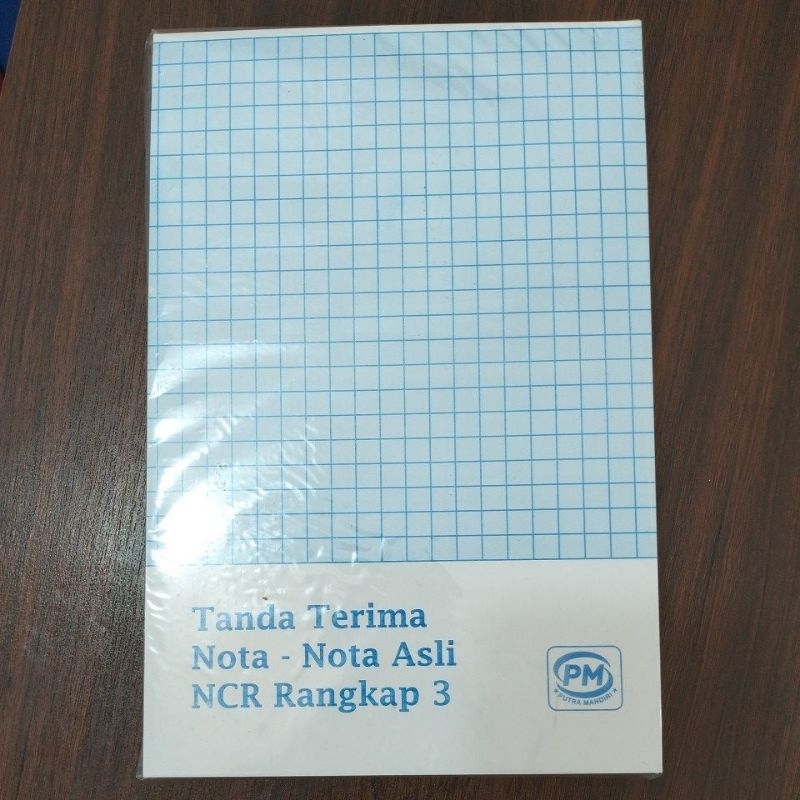 Tanda Terima
Nota - Nota Asli
NCR Rangkap 3
PM
PUTRA MANDIRI